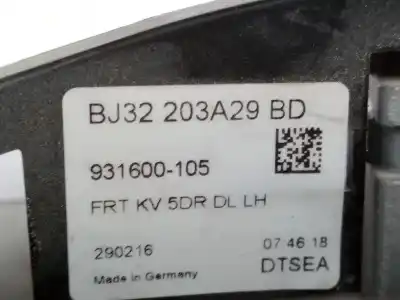 BJ32 203A29 BD
931600-105
FRT KV 5DR DL LH
290216 07 46 18
Made in Germany DTSEA